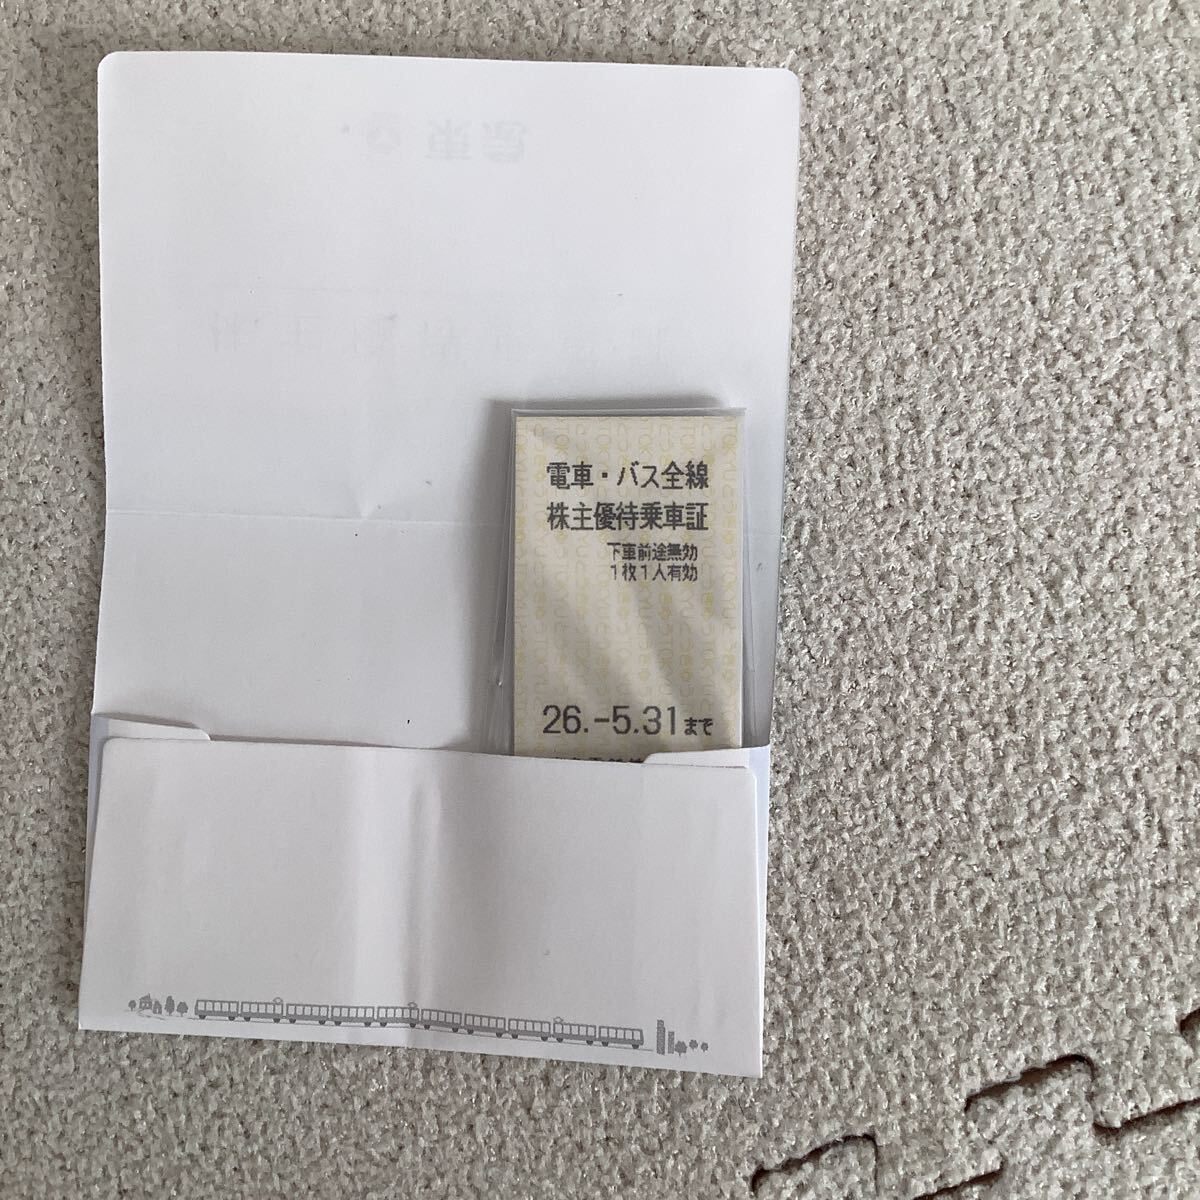 電車・バス全線
株主優待乗車証
下車前途無効
1枚1人有効
26.-5.31まで